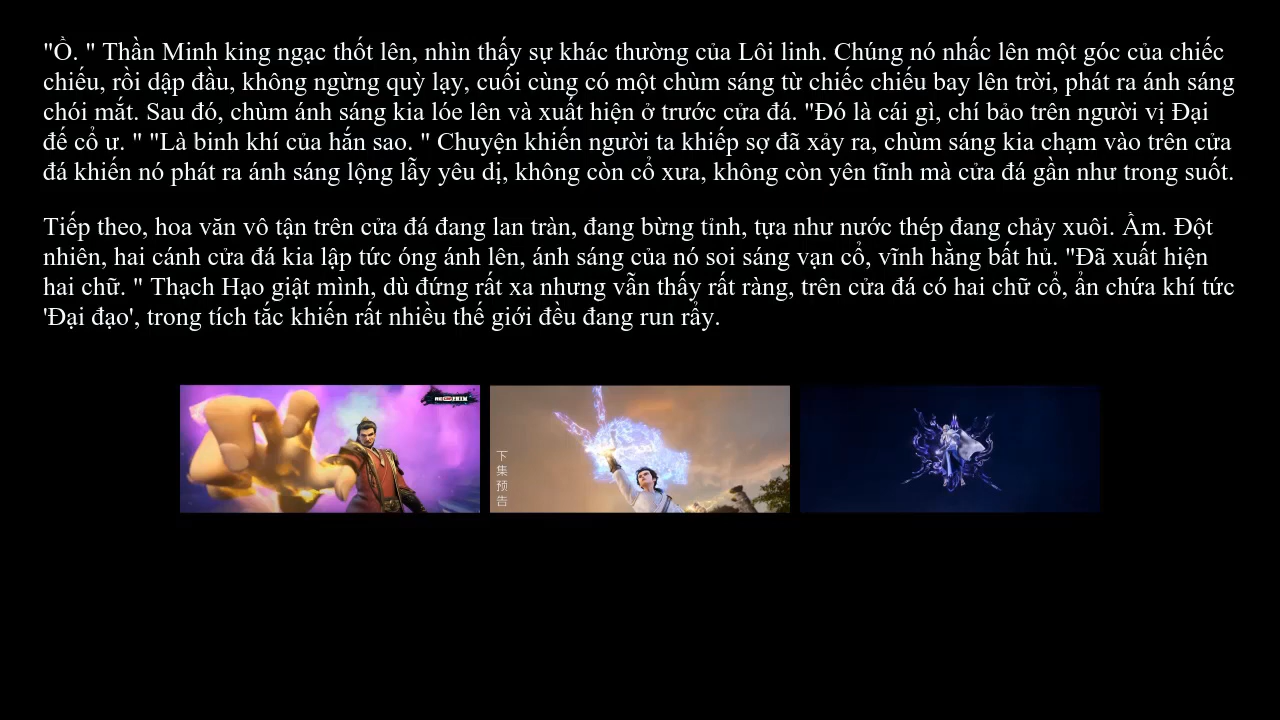 "Ồ. " Thần Minh king ngạc thốt lên, nhìn thấy sự khác thường của Lôi linh. Chúng nó nhấc lên một góc của chiếc
chiếu, rồi dập đầu, không ngừng quỳ lạy, cuối cùng có một chùm sáng từ chiếc chiếu bay lên trời, phát ra ánh sáng
chói mắt. Sau đó, chùm ánh sáng kia lóe lên và xuất hiện ở trước cửa đá. "Đó là cái gì, chí bảo trên người vị Đại
đế cổ ư. " "Là binh khí của hắn sao. " Chuyện khiến người ta khiếp sợ đã xảy ra, chùm sáng kia chạm vào trên cửa
đá khiến nó phát ra ánh sáng lộng lẫy yêu dị, không còn cổ xưa, không còn yên tĩnh mà cửa đá gần như trong suốt.
Tiếp theo, hoa văn vô tận trên cửa đá đang lan tràn, đang bừng tỉnh, tựa như nước thép đang chảy xuôi. Ầm. Đột
nhiên, hai cánh cửa đá kia lập tức óng ánh lên, ánh sáng của nó soi sáng vạn cổ, vĩnh hằng bất hủ. "Đã xuất hiện
hai chữ. " Thạch Hạo giật mình, dù đứng rất xa nhưng vẫn thấy rất ràng, trên cửa đá có hai chữ cổ, ẩn chứa khí tức
'Đại đạo', trong tích tắc khiến rất nhiều thế giới đều đang run rẩy.
下集预告